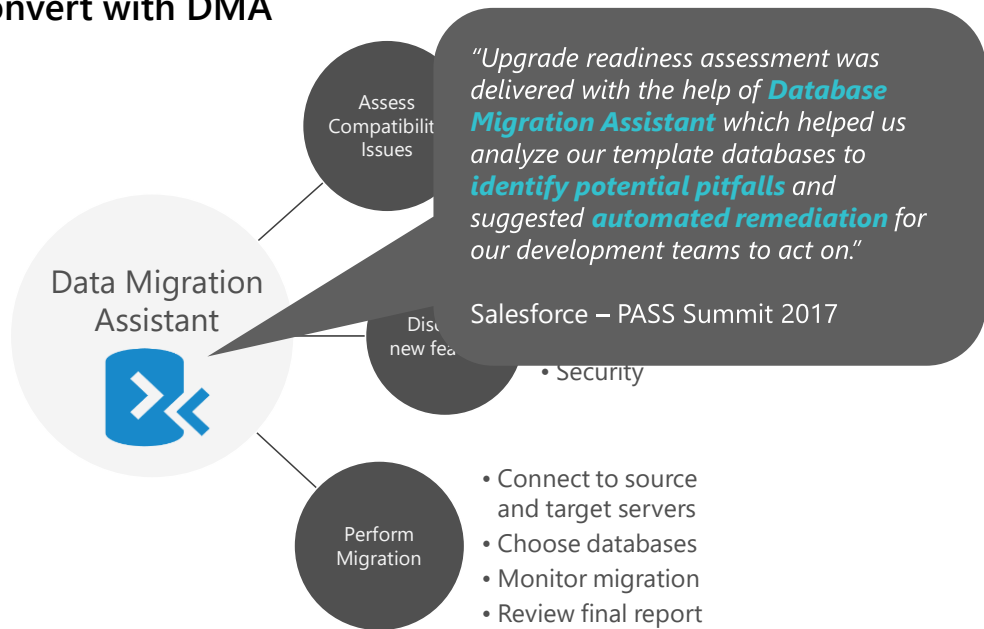 onvert with DMA
Assess
Compatibilit
Issues
"Upgrade readiness assessment was
delivered with the help of Database
Migration Assistant which helped us
analyze our template databases to
identify potential pitfalls and
suggested automated remediation for
our development teams to act on."
Salesforce – PASS Summit 2017
Data Migration
Assistant
Disc
new fea
• Security
Perform
Migration
• Connect to source
and target servers
• Choose databases
• Monitor migration
• Review final report